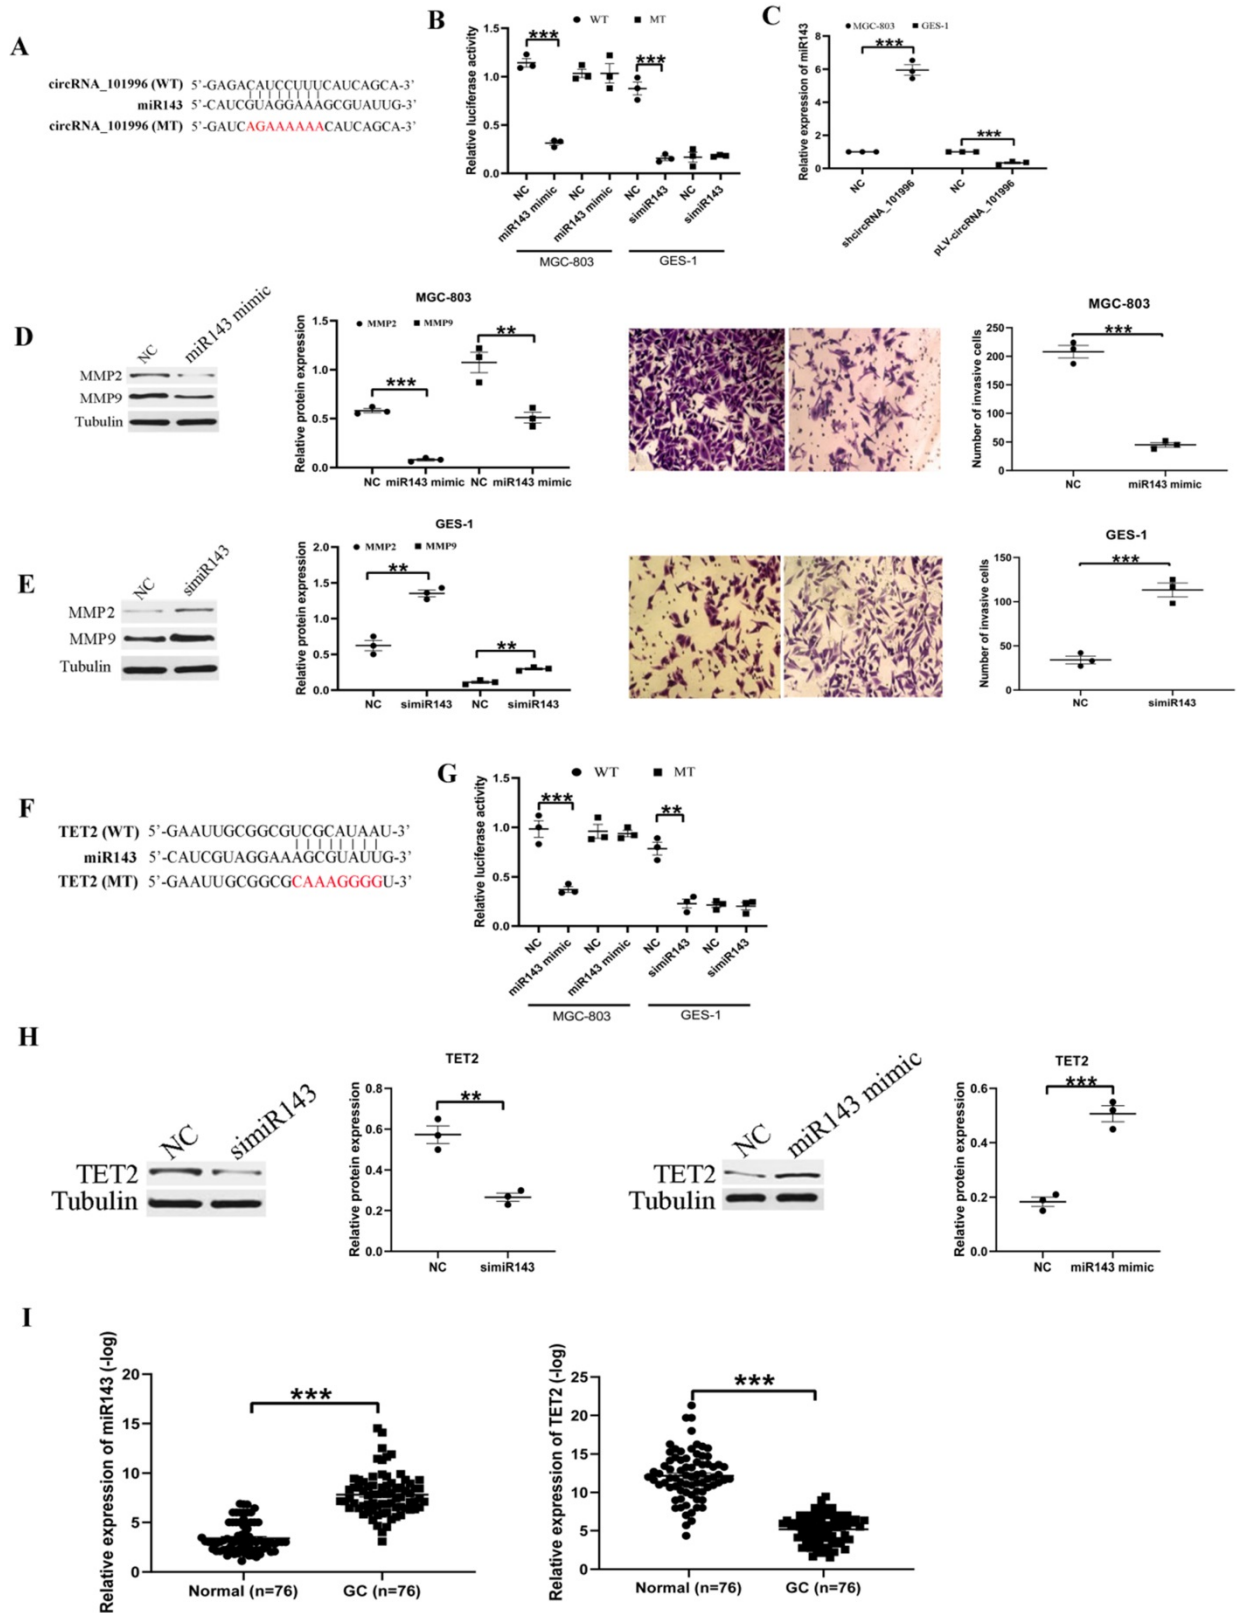 A
circRNA_101996 (WT) 5’-GAGACAUCCUUUCAUCAGCA-3’
miR143 5’-CAUCGUAGGAAAGCGUAUUG-3’
circRNA_101996 (MT) 5’-GAUCAGAAAAAACAUCAGCA-3’
B
WT MT
Relative luciferase activity
1.5
1.0
0.5
0.0
***
***
NC
miR143 mimic
NC
miR143 mimic
NC
simiR143
NC
simiR143
MGC-803 GES-1
C
MGC-803 GES-1
Relative expression of miR143
8
6
4
2
0
***
***
NC
shcircRNA_101996
NC
pLV-circRNA_101996
D
NC miR143 mimic
MMP2
MMP9
Tubulin
MGC-803
MMP2 MMP9
Relative protein expression
1.5
1.0
0.5
0.0
***
**
NC miR143 mimic NC miR143 mimic
MGC-803
Number of invasive cells
250
200
150
100
50
0
***
NC miR143 mimic
E
NC simiR143
MMP2
MMP9
Tubulin
GES-1
MMP2 MMP9
Relative protein expression
2.0
1.5
1.0
0.5
0.0
**
**
NC simiR143 NC simiR143
GES-1
Number of invasive cells
150
100
50
0
***
NC simiR143
F
TET2 (WT) 5’-GAAUUGCGGCGUCGCAUAAU-3’
miR143 5’-CAUCGUAGGAAAGCGUAUUG-3’
TET2 (MT) 5’-GAAUUGCGGCGCAAAGGGGU-3’
G
WT MT
Relative luciferase activity
1.5
1.0
0.5
0.0
***
**
NC
miR143 mimic
NC
miR143 mimic
NC
simiR143
NC
simiR143
MGC-803 GES-1
H
NC simiR143
TET2
Tubulin
TET2
Relative protein expression
0.8
0.6
0.4
0.2
0.0
**
NC simiR143
NC miR143 mimic
TET2
Tubulin
TET2
Relative protein expression
0.6
0.4
0.2
0.0
***
NC miR143 mimic
I
Relative expression of miR143 (-log)
20
15
10
5
0
***
Normal (n=76) GC (n=76)
Relative expression of TET2 (-log)
25
20
15
10
5
0
***
Normal (n=76) GC (n=76)